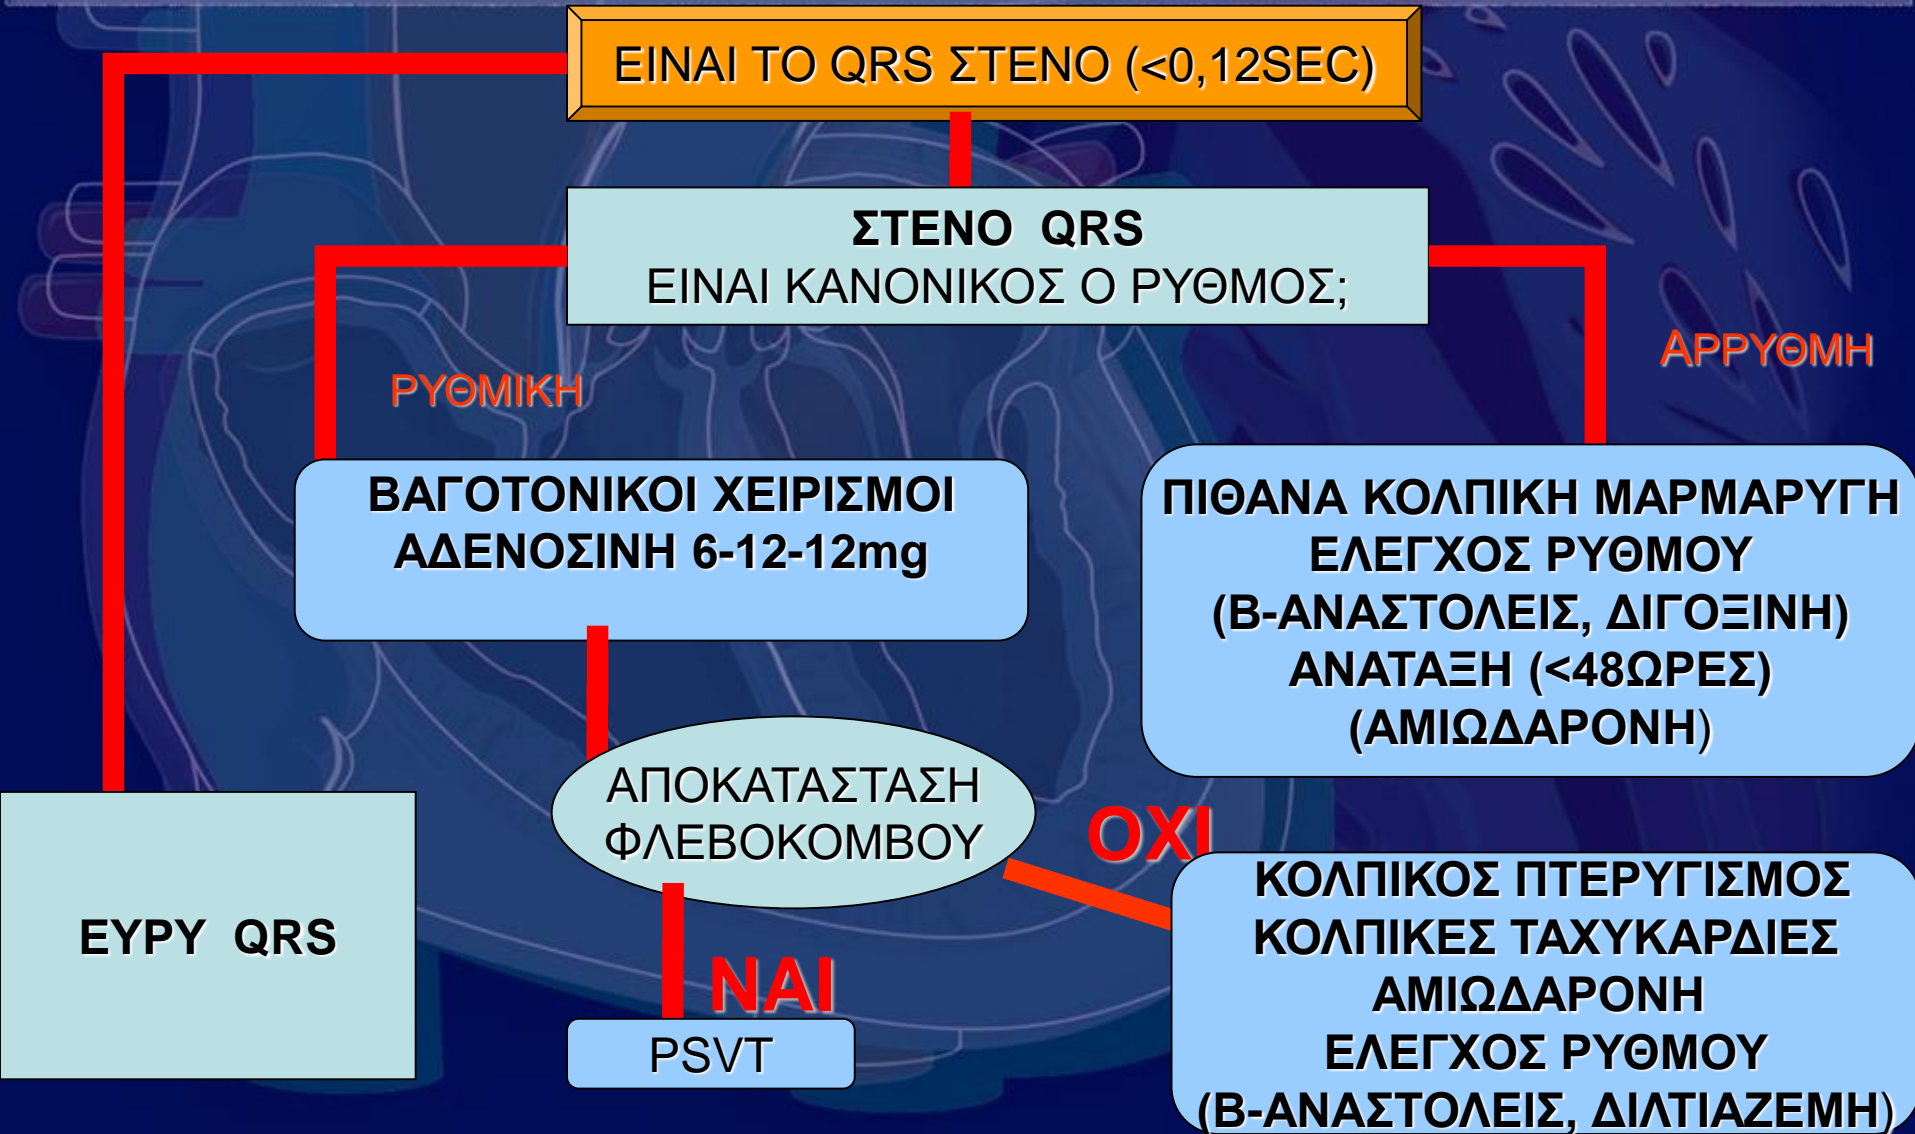 ΕΙΝΑΙ ΤΟ QRS ΣΤΕΝΟ (<0,12SEC)
ΣΤΕΝΟ QRS
ΕΙΝΑΙ ΚΑΝΟΝΙΚΟΣ Ο ΡΥΘΜΟΣ;
ΡΥΘΜΙΚΗ
ΑΡΡΥΘΜΗ
ΒΑΓΟΤΟΝΙΚΟΙ ΧΕΙΡΙΣΜΟΙ
ΑΔΕΝΟΣΙΝΗ 6-12-12mg
ΠΙΘΑΝΑ ΚΟΛΠΙΚΗ ΜΑΡΜΑΡΥΓΗ
ΕΛΕΓΧΟΣ ΡΥΘΜΟΥ
(Β-ΑΝΑΣΤΟΛΕΙΣ, ΔΙΓΟΞΙΝΗ)
ΑΝΑΤΑΞΗ (<48ΩΡΕΣ)
(ΑΜΙΩΔΑΡΟΝΗ)
ΑΠΟΚΑΤΑΣΤΑΣΗ
ΦΛΕΒΟΚΟΜΒΟΥ
ΟΧΙ
ΝΑΙ
PSVT
ΕΥΡΥ QRS
ΚΟΛΠΙΚΟΣ ΠΤΕΡΥΓΙΣΜΟΣ
ΚΟΛΠΙΚΕΣ ΤΑΧΥΚΑΡΔΙΕΣ
ΑΜΙΩΔΑΡΟΝΗ
ΕΛΕΓΧΟΣ ΡΥΘΜΟΥ
(Β-ΑΝΑΣΤΟΛΕΙΣ, ΔΙΛΤΙΑΖΕΜΗ)